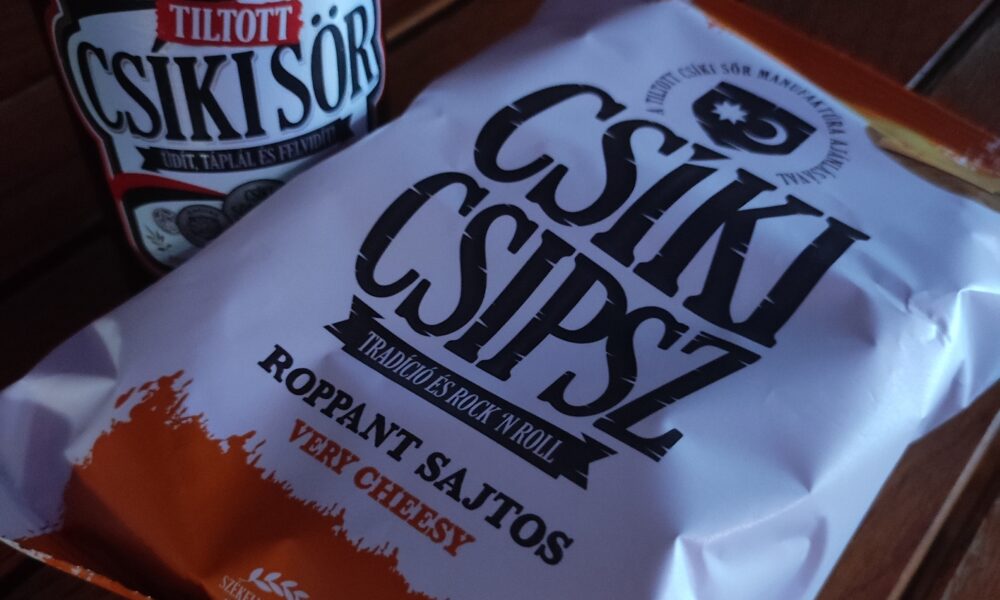 TILTOTT
CSÍKI SÖR
ÜDÍT, TÁPLÁL ÉS FELVIDÍT
A TILTOTT CSÍKI SÖR MANUFAKTÚRA AJÁNLÁSÁVAL
CSÍKI
CSIPSZ
TRADÍCIÓ ÉS ROCK 'N ROLL
ROPPANT SAJTOS
VERY CHEESY